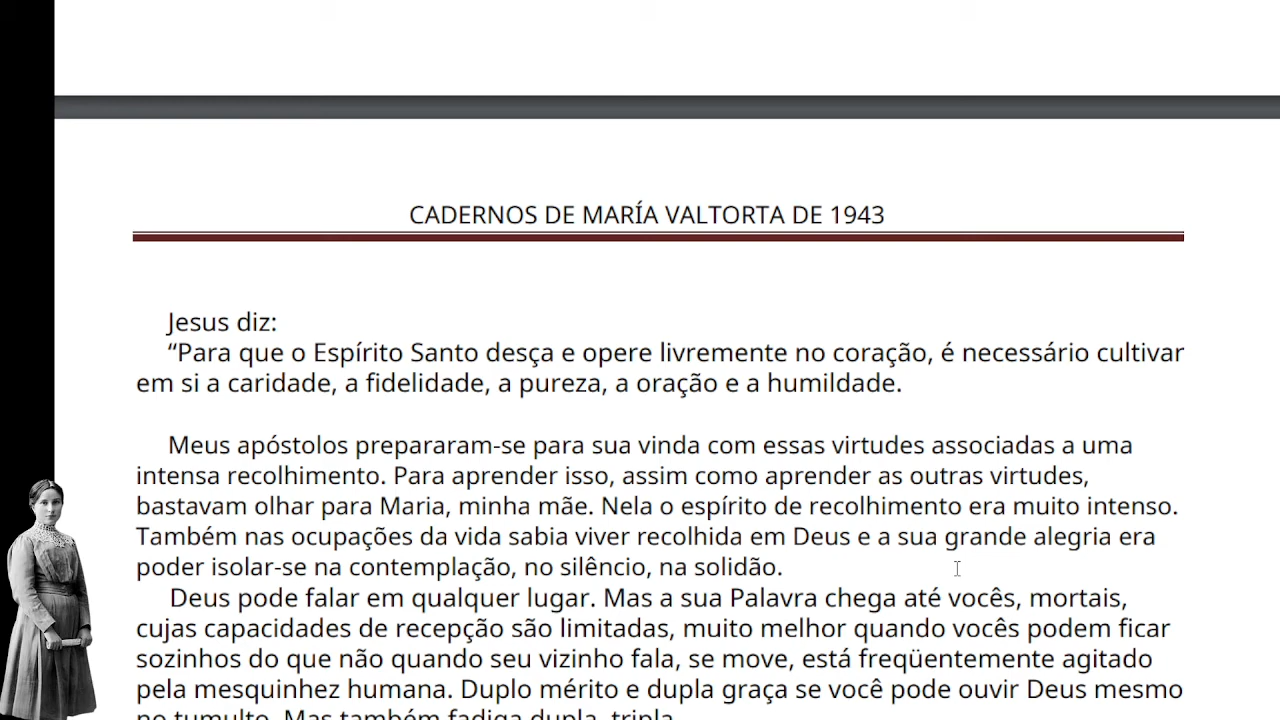 CADERNOS DE MARÍA VALTORTA DE 1943
Jesus diz:
“Para que o Espírito Santo desça e opere livremente no coração, é necessário cultivar
em si a caridade, a fidelidade, a pureza, a oração e a humildade.
Meus apóstolos prepararam-se para sua vinda com essas virtudes associadas a uma
intensa recolhimento. Para aprender isso, assim como aprender as outras virtudes,
bastavam olhar para Maria, minha mãe. Nela o espírito de recolhimento era muito intenso.
Também nas ocupações da vida sabia viver recolhida em Deus e a sua grande alegria era
poder isolar-se na contemplação, no silêncio, na solidão.
Deus pode falar em qualquer lugar. Mas a sua Palavra chega até vocês, mortais,
cujas capacidades de recepção são limitadas, muito melhor quando vocês podem ficar
sozinhos do que não quando seu vizinho fala, se move, está freqüentemente agitado
pela mesquinhez humana. Duplo mérito e dupla graça se você pode ouvir Deus mesmo
no tumulto. Mas também fadiga dupla, tripla